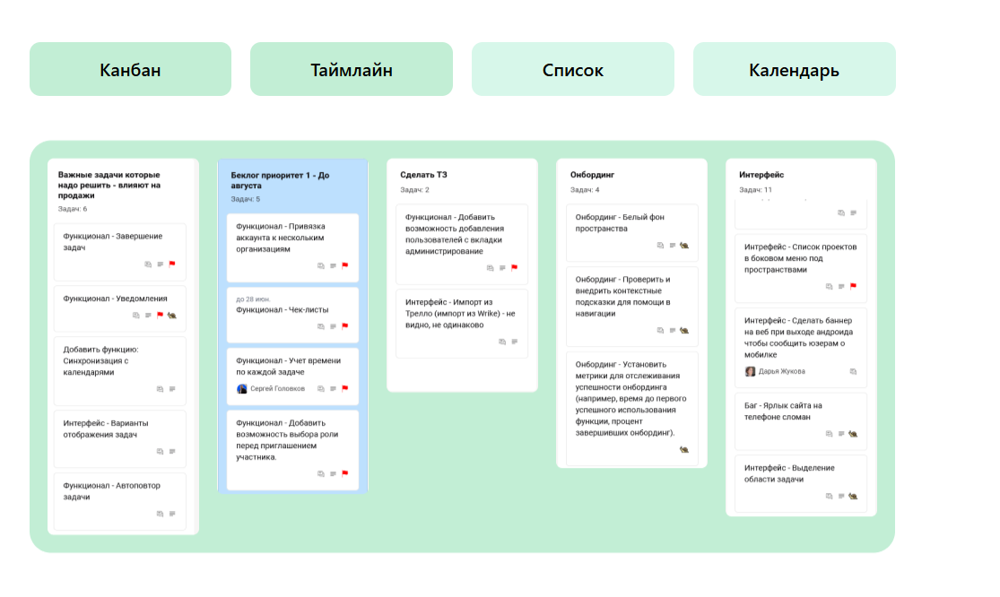 Канбан
Таймлайн
Список
Календарь
Важные задачи которые
надо решить - влияют на
продажи
Задач: 6
Функционал - Завершение
задач
Функционал - Уведомления
Добавить функцию:
Синхронизация с
календарями
Интерфейс - Варианты
отображения задач
Функционал - Автоповтор
задачи
Беклог приоритет 1 - До
августа
Задач: 5
Функционал - Привязка
аккаунта к нескольким
организациям
до 28 июн.
Функционал - Чек-листы
Функционал - Учет времени
по каждой задаче
Сергей Головков
Функционал - Добавить
возможность выбора роли
перед приглашением
участника.
Сделать ТЗ
Задач: 2
Функционал - Добавить
возможность добавления
пользователей с вкладки
администрирование
Интерфейс - Импорт из
Трелло (импорт из Wrike) - не
видно, не одинаково
Онбординг
Задач: 4
Онбординг - Белый фон
пространства
Онбординг - Проверить и
внедрить контекстные
подсказки для помощи в
навигации
Онбординг - Установить
метрики для отслеживания
успешности онбординга
(например, время до первого
успешного использования
функции, процент
завершивших онбординг).
Интерфейс
Задач: 11
Интрефейс - Список проектов
в боковом меню под
пространствами
Интерфейс - Сделать баннер
на веб при выходе андроида
чтобы сообщить юзерам о
мобилке
Дарья Жукова
Баг - Ярлык сайта на
телефоне сломан
Интерфейс - Выделение
области задачи